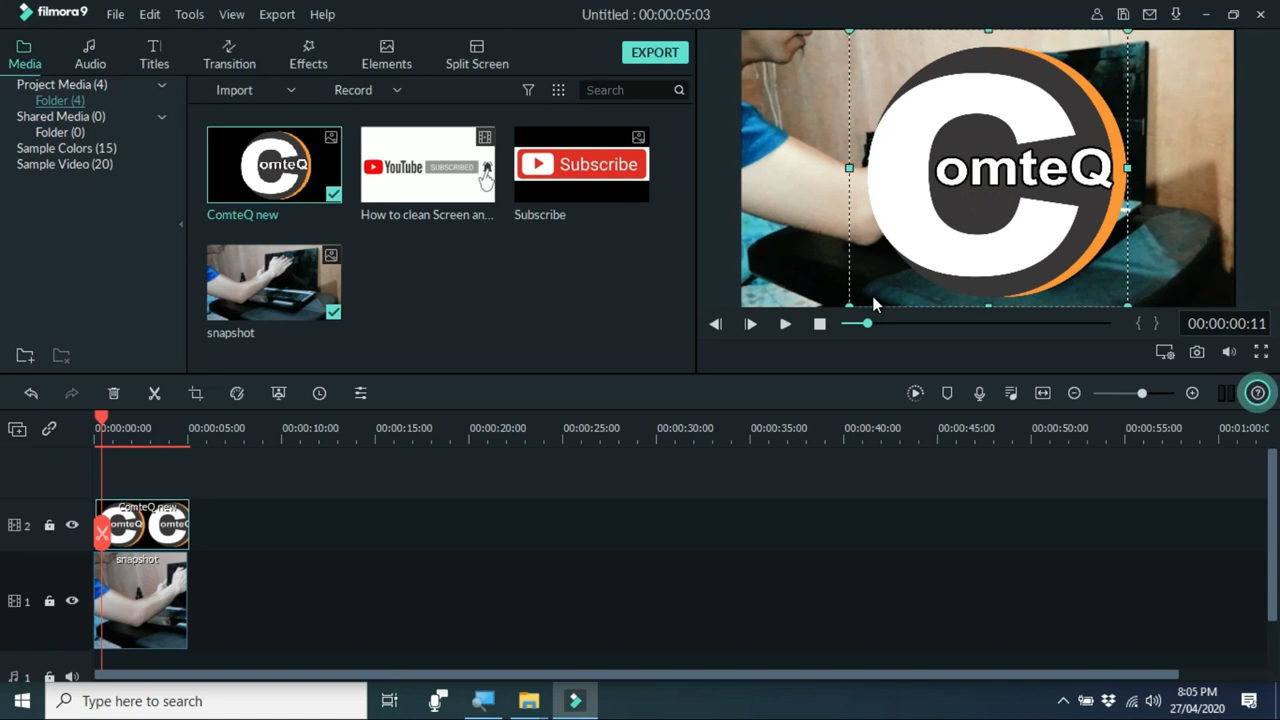 filmora9 File Edit Tools View Export Help Untitled : 00:00:05:03
Media Audio Titles Transition Effects Elements Split Screen EXPORT
Project Media (4)
Folder (4)
Shared Media (0)
Folder (0)
Sample Colors (15)
Sample Video (20)
Import Record Search
ComteQ
YouTube SUBSCRIBED
Subscribe
ComteQ new How to clean Screen an... Subscribe
snapshot
ComteQ
00:00:00:11
00:00:00:00 00:00:05:00 00:00:10:00 00:00:15:00 00:00:20:00 00:00:25:00 00:00:30:00 00:00:35:00 00:00:40:00 00:00:45:00 00:00:50:00 00:00:55:00 00:01:00:0
2 ComteQ new
ComteQ ComteQ
1 snapshot
1
Type here to search
8:05 PM
27/04/2020